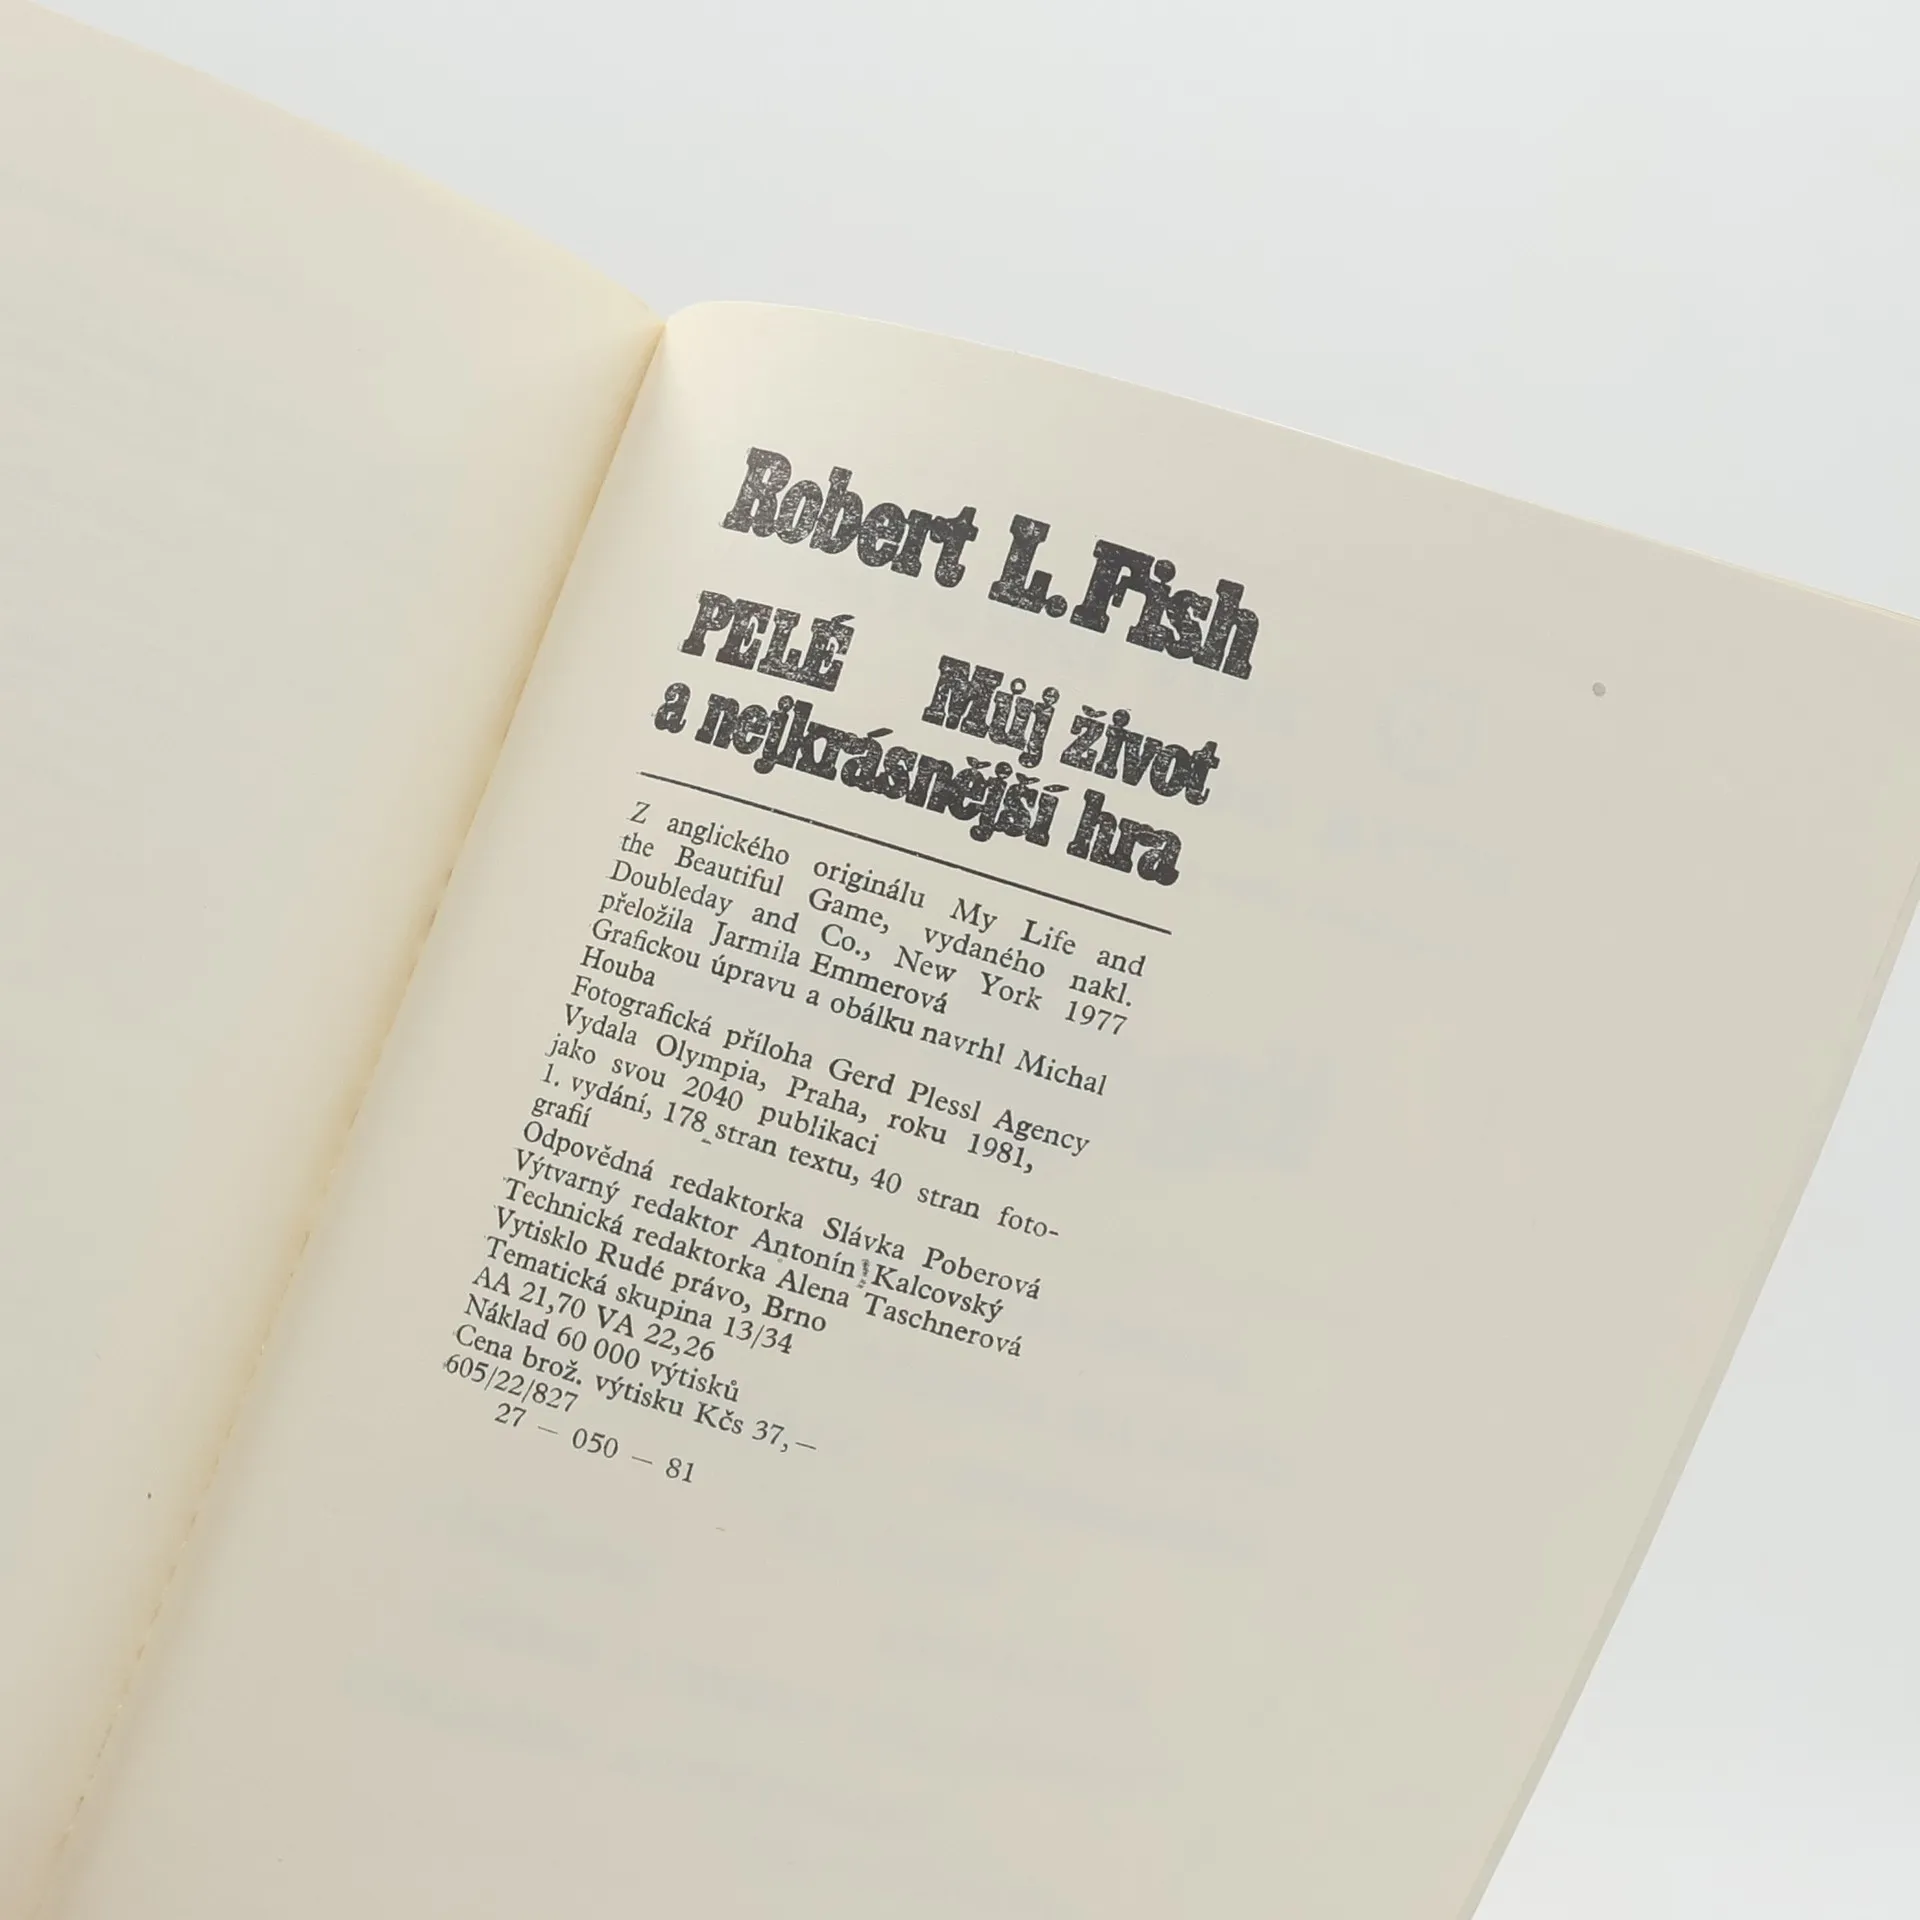 Robert L. Fish
PELÉ Můj život
a nejkrásnější hra
Z anglického originálu My Life and
the Beautiful Game, vydaného nakl.
Doubleday and Co., New York 1977
přeložila Jarmila Emmerová
Grafickou úpravu a obálku navrhl Michal
Houba
Fotografická příloha Gerd Plessl Agency
Vydala Olympia, Praha, roku 1981,
jako svou 2040 publikaci
1. vydání, 178 stran textu, 40 stran foto-
grafií
Odpovědná redaktorka Slávka Poberová
Výtvarný redaktor Antonín Kalcovský
Technická redaktorka Alena Taschnerová
Vytisklo Rudé právo, Brno
Tematická skupina 13/34
AA 21,70 VA 22,26
Náklad 60 000 výtisků
Cena brož. výtisku Kčs 37,—
605/22/827
27 — 050 — 81